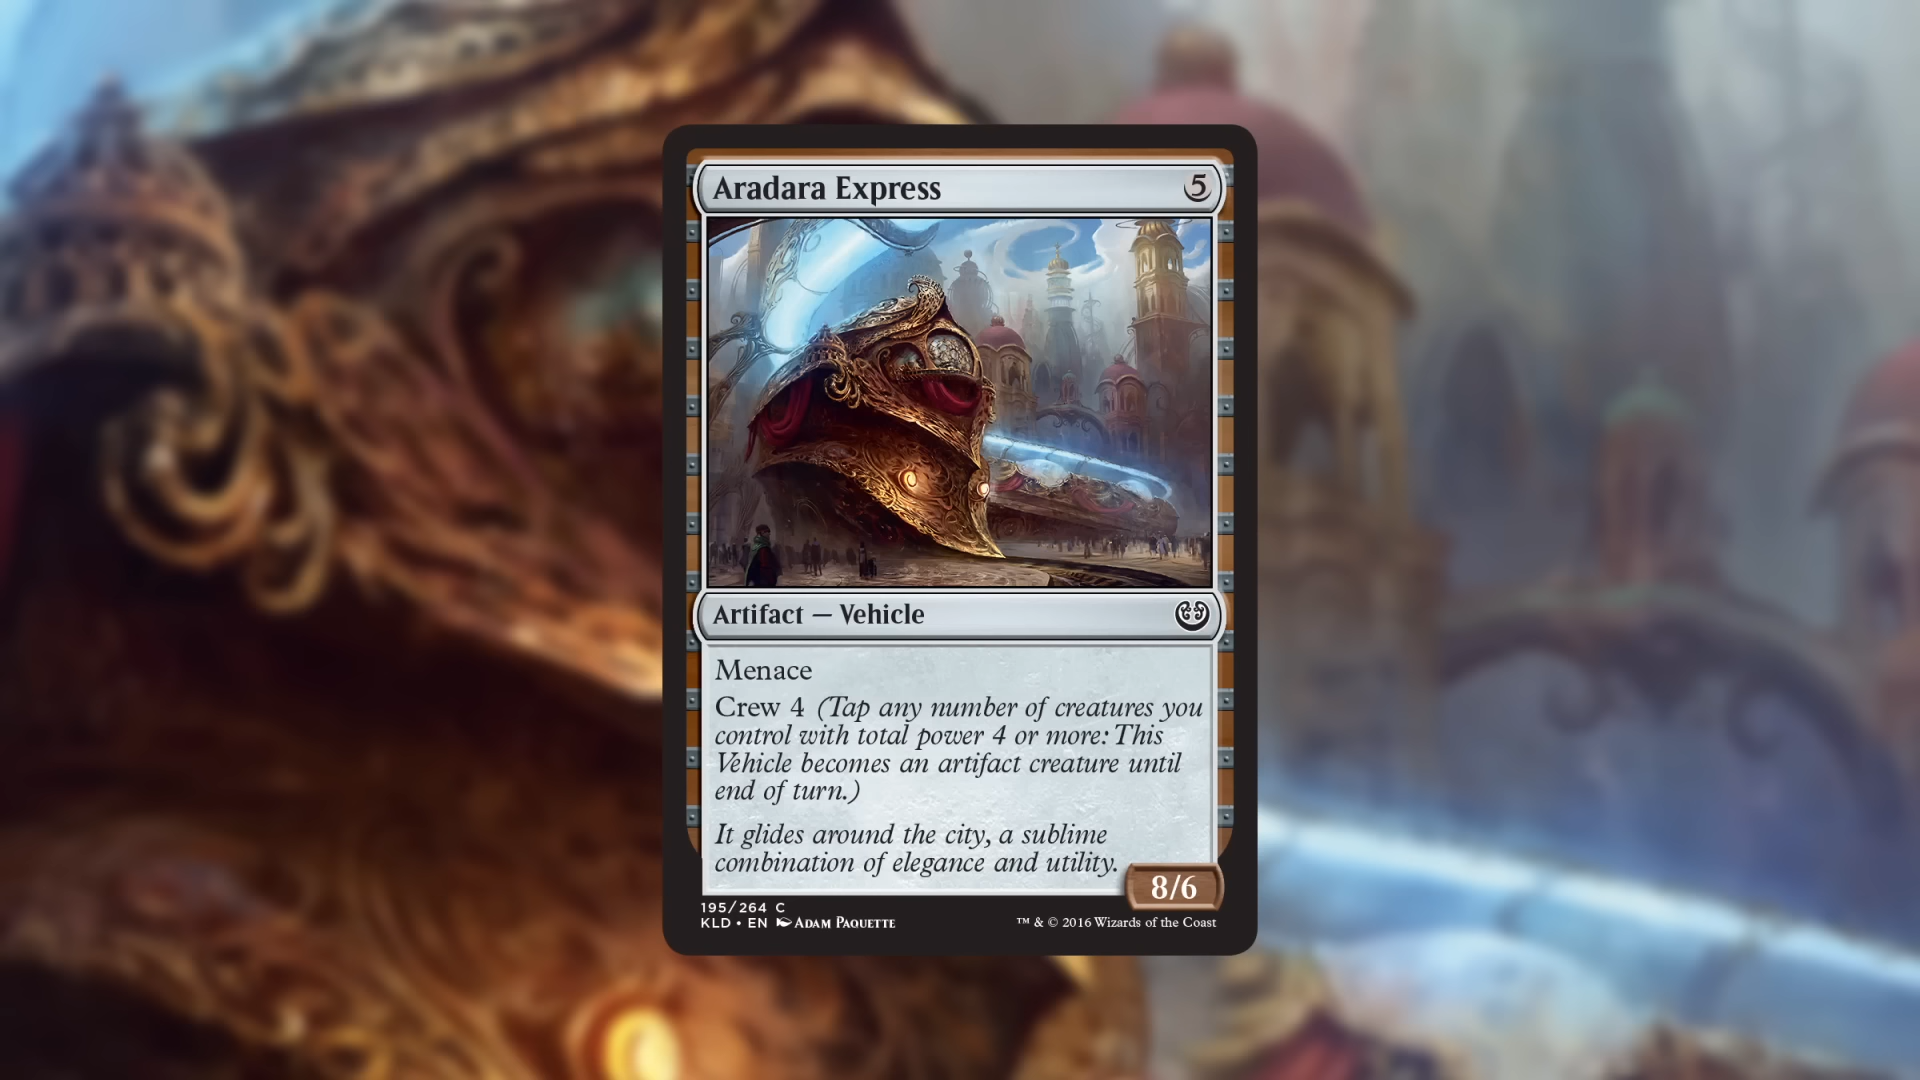 Aradara Express 5
Artifact — Vehicle
Menace
Crew 4 (Tap any number of creatures you
control with total power 4 or more: This
Vehicle becomes an artifact creature until
end of turn.)
It glides around the city, a sublime
combination of elegance and utility.
8/6
195/264 C
KLD • EN ADAM PAQUETTE
™ & © 2016 Wizards of the Coast